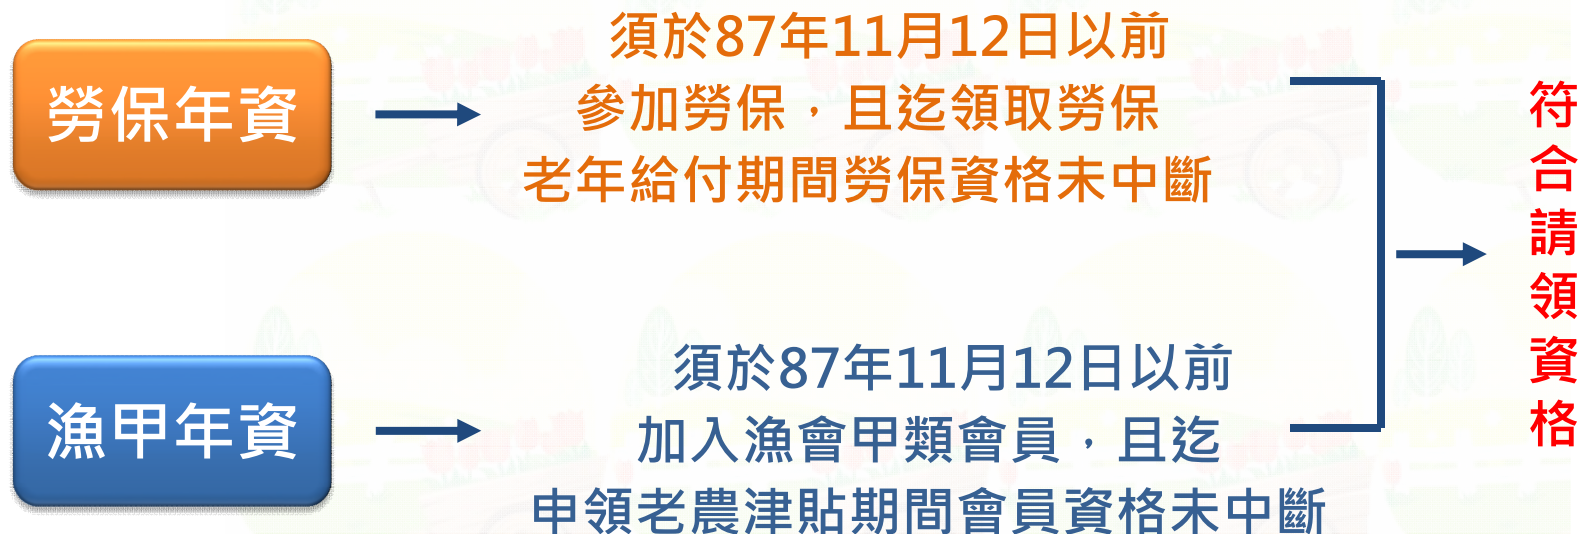 勞保年資
須於87年11月12日以前
參加勞保，且迄領取勞保
老年給付期間勞保資格未中斷
漁甲年資
須於87年11月12日以前
加入漁會甲類會員，且迄
申領老農津貼期間會員資格未中斷
符合請領資格